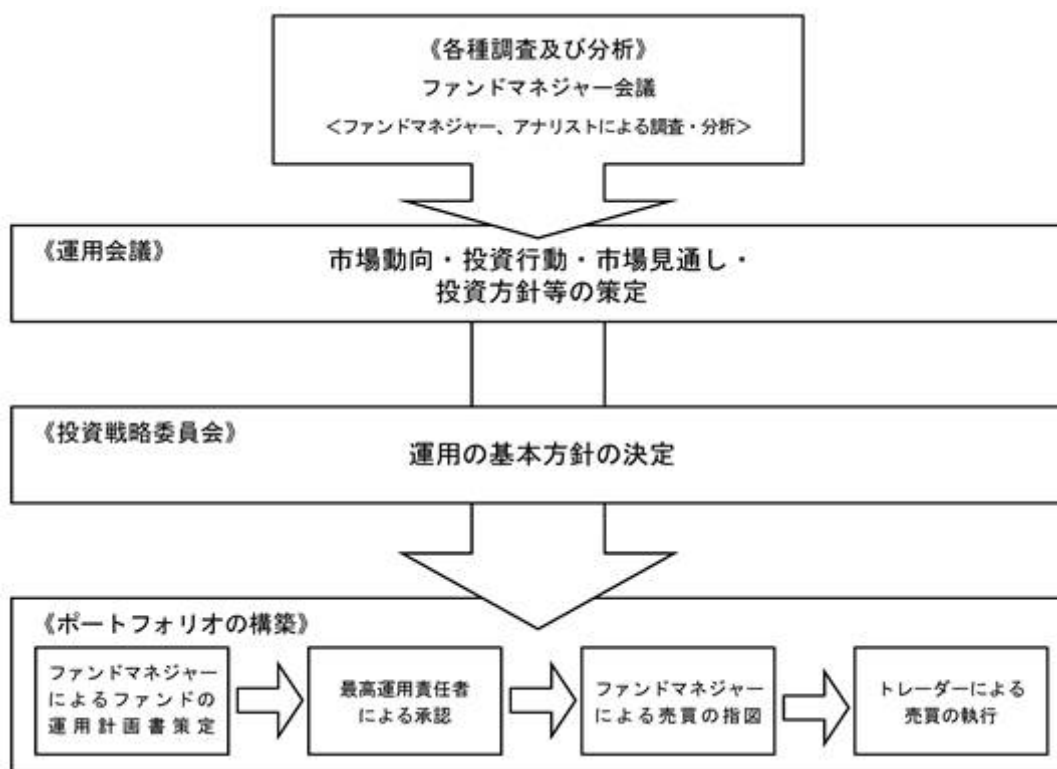 《各種調査及び分析》
ファンドマネジャー会議
＜ファンドマネジャー、アナリストによる調査・分析＞
《運用会議》
市場動向・投資行動・市場見通し・
投資方針等の策定
《投資戦略委員会》
運用の基本方針の決定
《ポートフォリオの構築》
ファンドマネジャー
によるファンドの
運用計画書策定
最高運用責任者
による承認
ファンドマネジャー
による売買の指図
トレーダーによる
売買の執行